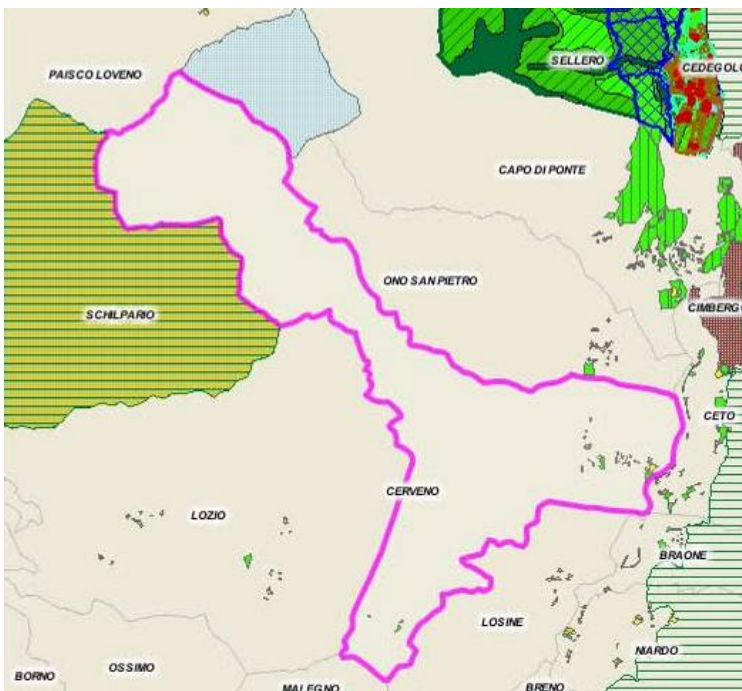 SELLERO
CEDEGOLO
PAISCO LOVENO
CAPO DI PONTE
ONO SAN PIETRO
SCHILPARIO
CIMBERGO
CETO
CERVENO
LOZIO
BRAONE
LOSINE
NIARDO
OSSIMO
BORNO
MALEGNO
BRENO